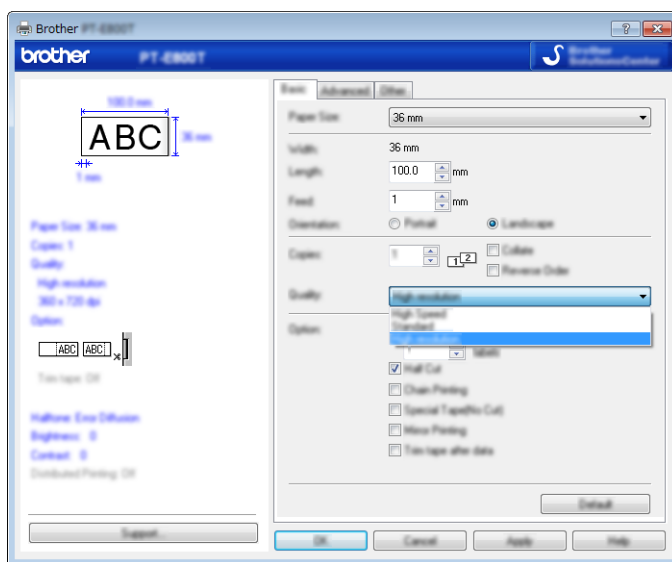 Brother PT-E800T
brother PT-E800T
Brother
SolutionsCenter
100.0 mm
ABC
36 mm
1 mm
Paper Size: 36 mm
Copies: 1
Quality:
High resolution
360 x 720 dpi
Option:
ABC ABC x
Trim tape: Off
Halftone: Error Diffusion
Brightness: 0
Contrast: 0
Distributed Printing: Off
Support...
Basic Advanced Other
Paper Size: 36 mm
Width: 36 mm
Length: 100.0 mm
Feed: 1 mm
Orientation: Portrait Landscape
Copies: 1 1 2 Collate
Reverse Order
Quality: High resolution
High Speed
Standard
High resolution
Option: labels
Half Cut
Chain Printing
Special Tape(No Cut)
Mirror Printing
Trim tape after data
Default
OK Cancel Apply Help